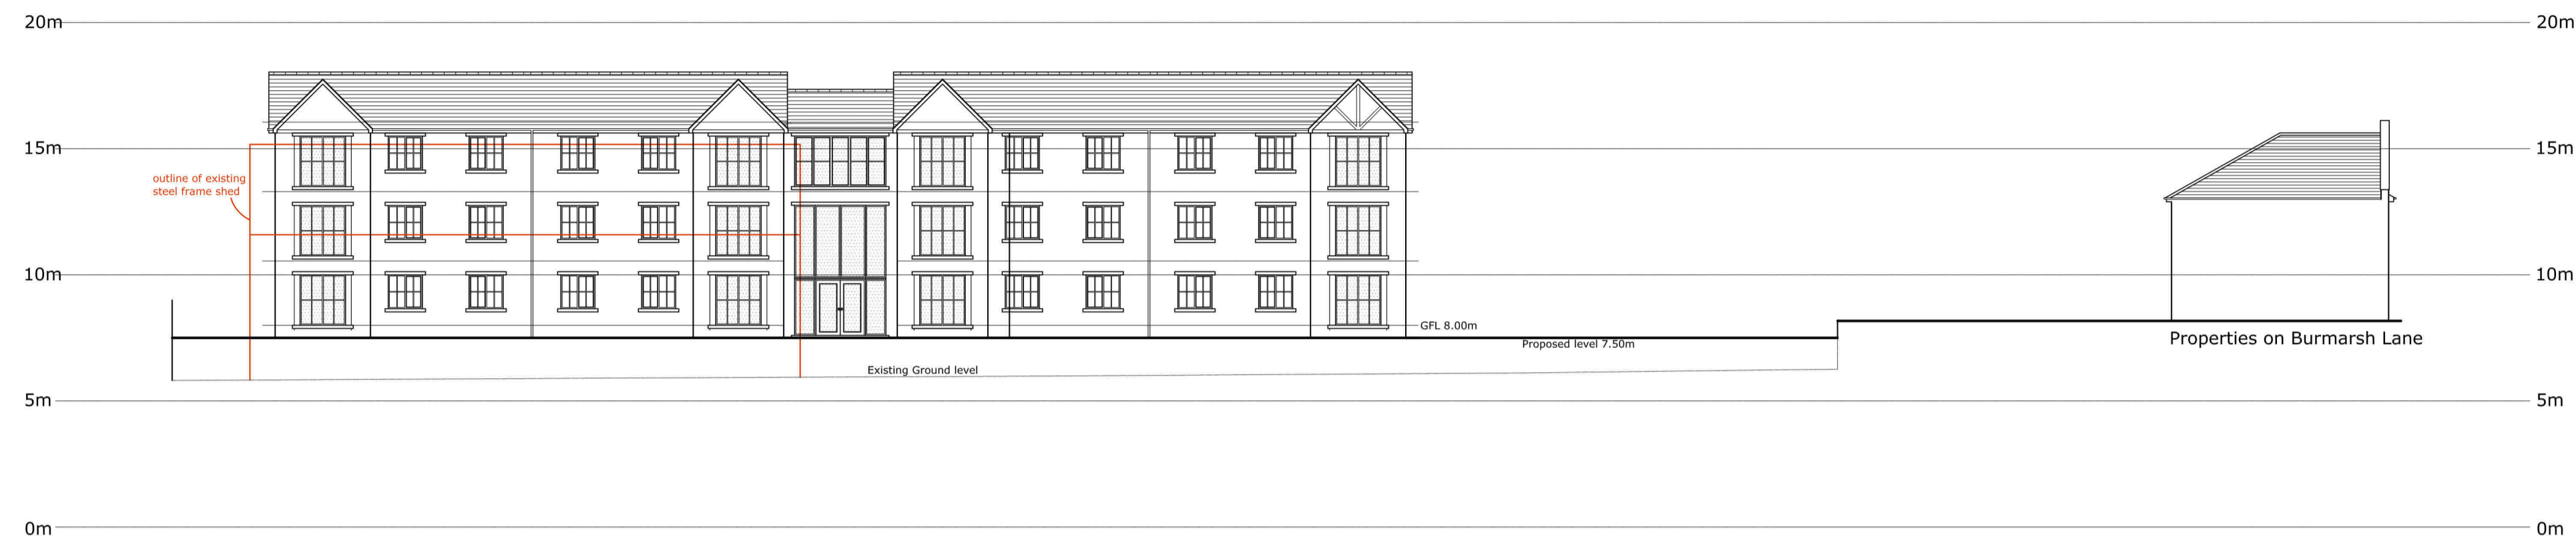 20m
20m
15m
15m
outline of existing
steel frame shed
10m
10m
GFL 8.00m
Proposed level 7.50m
Properties on Burmarsh Lane
Existing Ground level
5m
5m
0m
0m